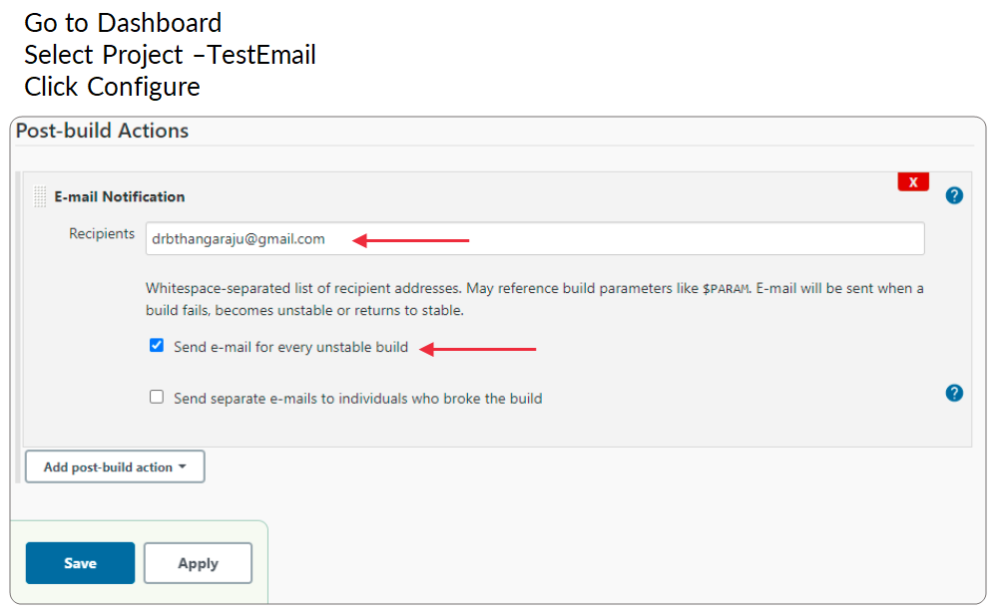 Go to Dashboard
Select Project –TestEmail
Click Configure
Post-build Actions
X
?
E-mail Notification
Recipients
drbthangaraju@gmail.com
Whitespace-separated list of recipient addresses. May reference build parameters like $PARAM. E-mail will be sent when a
build fails, becomes unstable or returns to stable.
Send e-mail for every unstable build
Send separate e-mails to individuals who broke the build
?
Add post-build action
Save
Apply